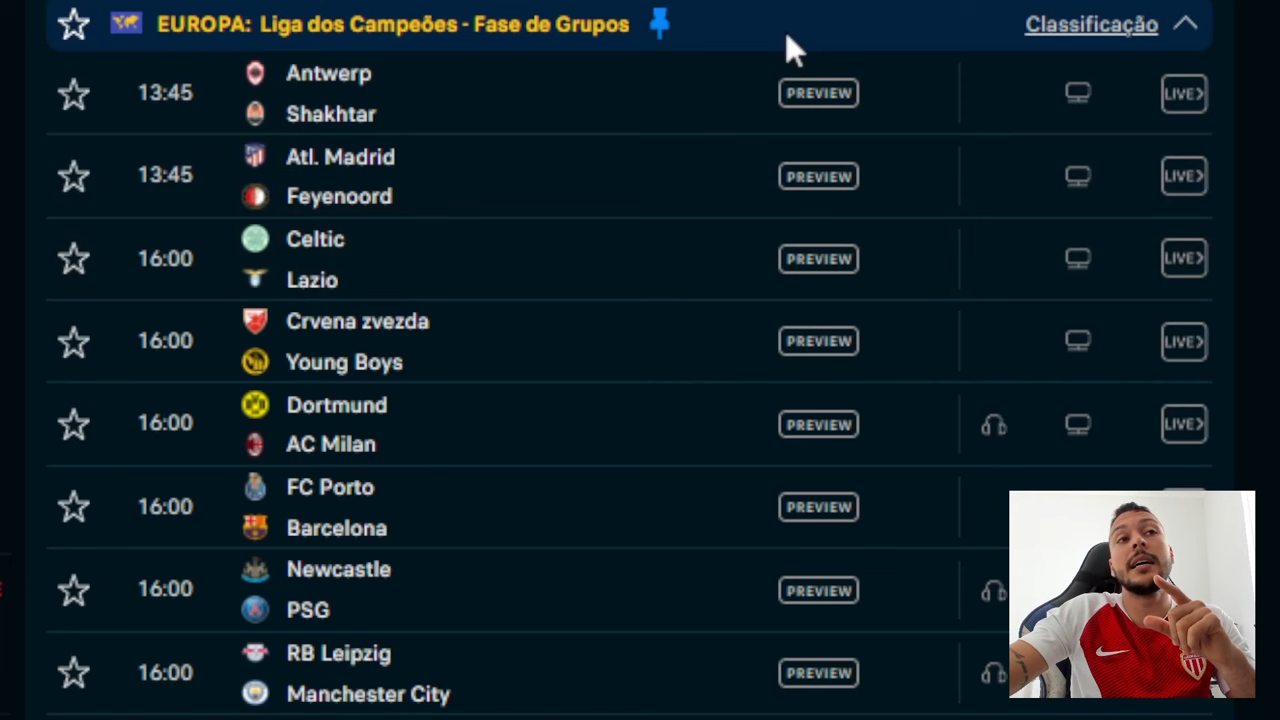 EUROPA: Liga dos Campeões - Fase de Grupos
Classificação
13:45
Antwerp
Shakhtar
PREVIEW
LIVE
13:45
Atl. Madrid
Feyenoord
PREVIEW
LIVE
16:00
Celtic
Lazio
PREVIEW
LIVE
16:00
Crvena zvezda
Young Boys
PREVIEW
LIVE
16:00
Dortmund
AC Milan
PREVIEW
LIVE
16:00
FC Porto
Barcelona
PREVIEW
16:00
Newcastle
PSG
PREVIEW
16:00
RB Leipzig
Manchester City
PREVIEW